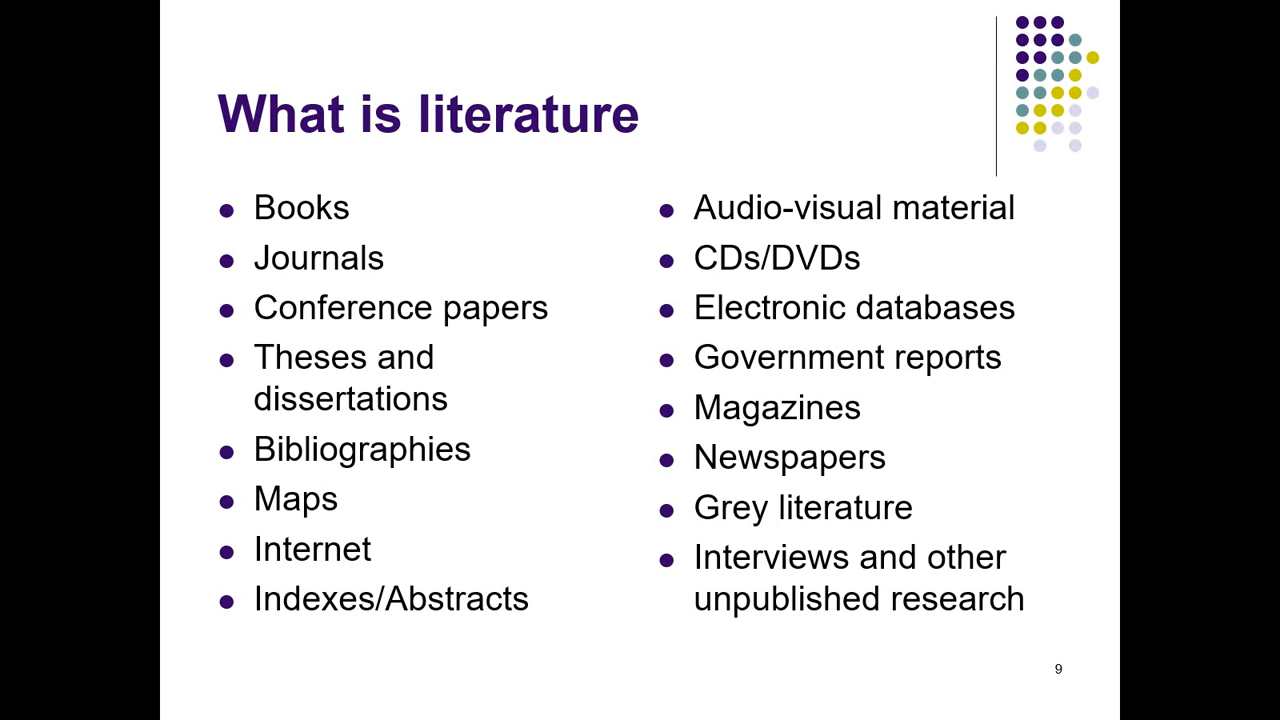 What is literature
Books
Journals
Conference papers
Theses and
dissertations
Bibliographies
Maps
Internet
Indexes/Abstracts
Audio-visual material
CDs/DVDs
Electronic databases
Government reports
Magazines
Newspapers
Grey literature
Interviews and other
unpublished research
9